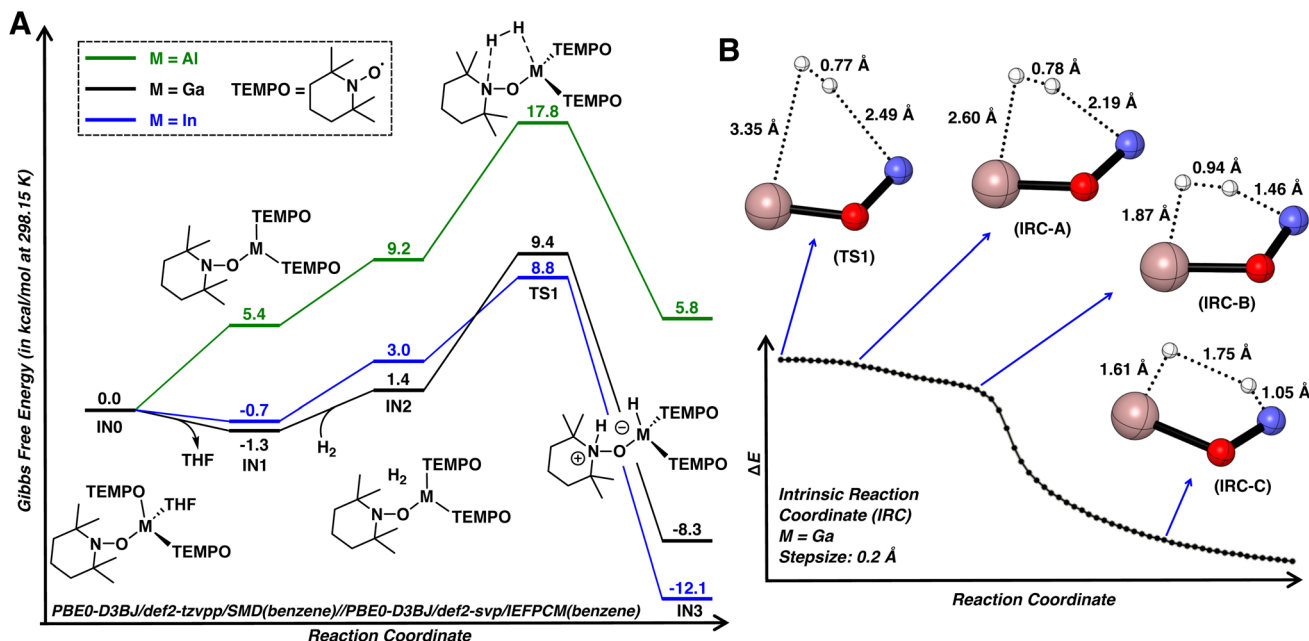 A
Gibbs Free Energy (in kcal/mol at 298.15 K)
M = Al
M = Ga
M = In
TEMPO =
N
O•
H
H
TEMPO
N
O
M
TEMPO
17.8
TEMPO
N
O
M
TEMPO
9.2
9.4
8.8
TS1
5.8
5.4
3.0
1.4
IN2
0.0
IN0
-0.7
-1.3
IN1
THF
H2
TEMPO
THF
N
O
M
TEMPO
H2
TEMPO
N
O
M
TEMPO
H
H
⊖
TEMPO
N
O
M
⊕
TEMPO
-8.3
-12.1
IN3
PBE0-D3BJ/def2-tzvpp/SMD(benzene)//PBE0-D3BJ/def2-svp/IEFPCM(benzene)
Reaction Coordinate
B
0.77 Å
3.35 Å
2.49 Å
(TS1)
0.78 Å
2.60 Å
2.19 Å
(IRC-A)
0.94 Å
1.87 Å
1.46 Å
(IRC-B)
1.75 Å
1.61 Å
1.05 Å
(IRC-C)
ΔE
Intrinsic Reaction
Coordinate (IRC)
M = Ga
Stepsize: 0.2 Å
Reaction Coordinate